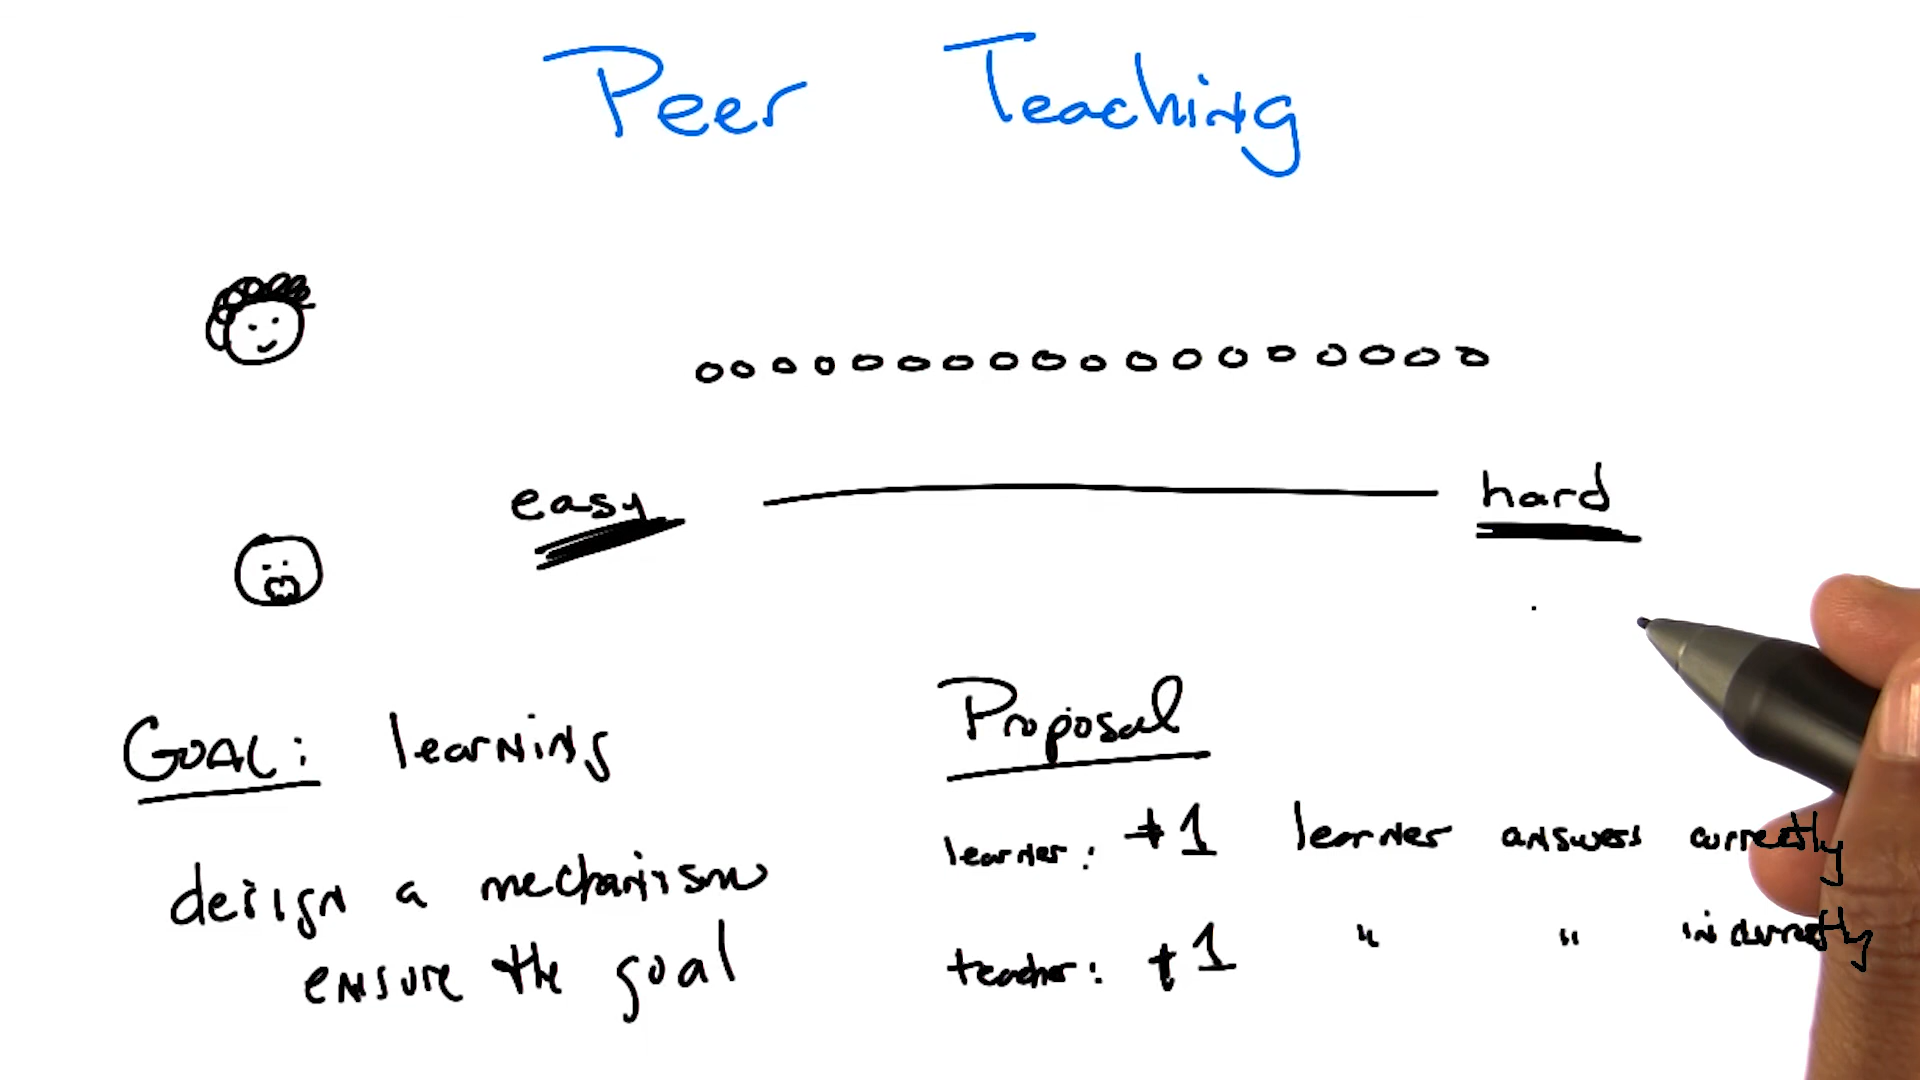 Peer Teaching
easy hard
GOAL: learning
design a mechanism
ensure the goal
Proposal
learner: +1 learner answers correctly
teacher: +1 " " incorrectly